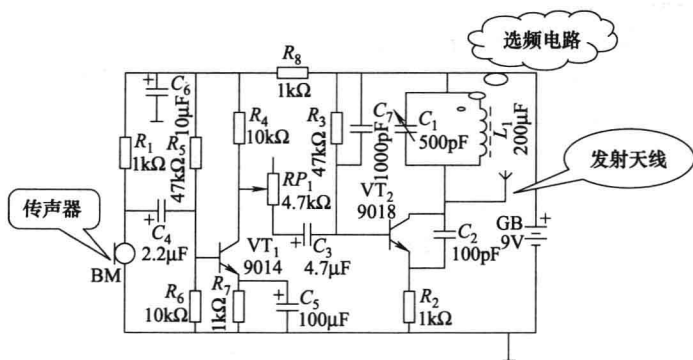 选频电路
R8
1kΩ
C6
10μF
R1
1kΩ
R5
47kΩ
R4
10kΩ
R3
47kΩ
C7
1000pF
C1
500pF
L1
200μF
发射天线
RP1
4.7kΩ
VT2
9018
传声器
BM
C4
2.2μF
VT1
9014
C3
4.7μF
C2
100pF
GB
9V
R6
10kΩ
R7
1kΩ
C5
100μF
R2
1kΩ